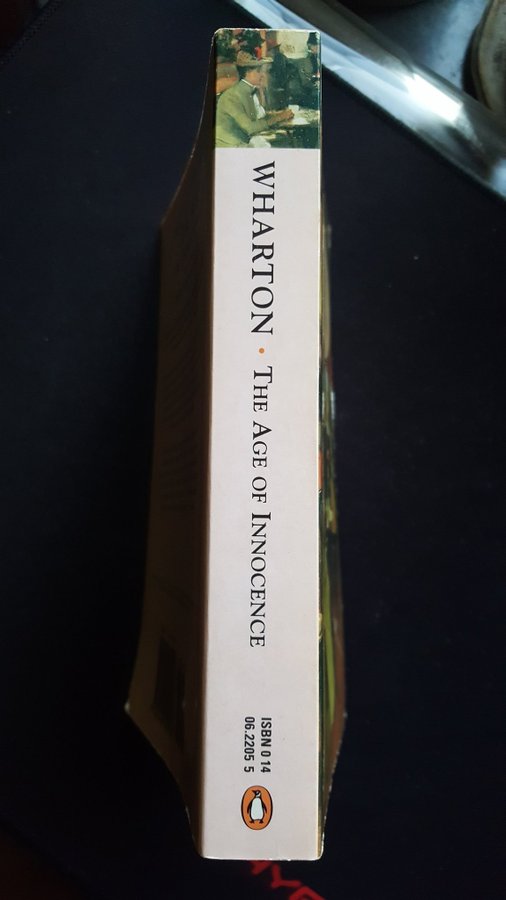 WHARTON • THE AGE OF INNOCENCE
ISBN 0 14
06.2205 5